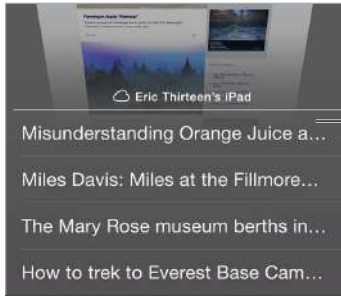 Eric Thirteen's iPad
Misunderstanding Orange Juice a...
Miles Davis: Miles at the Fillmore...
The Mary Rose museum berths in...
How to trek to Everest Base Cam...